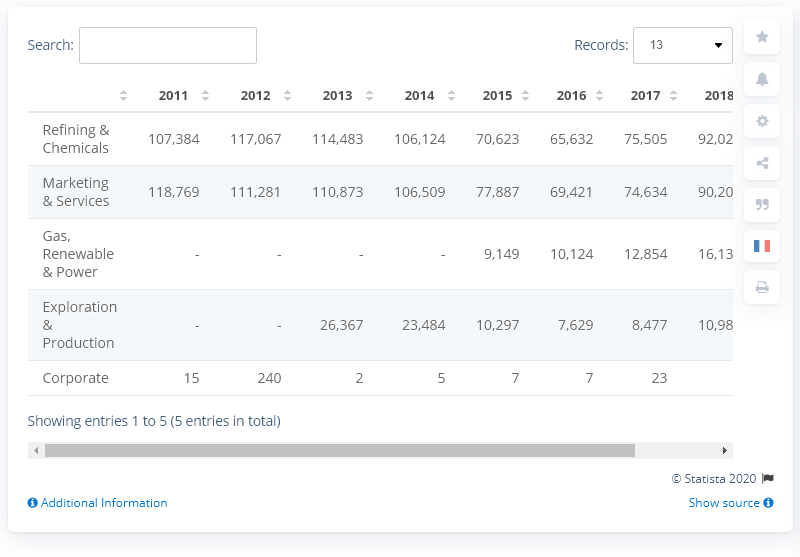 Search:
Records: 13
2011 2012 2013 2014 2015 2016 2017 2018
Refining &
Chemicals 107,384 117,067 114,483 106,124 70,623 65,632 75,505 92,02
Marketing
& Services 118,769 111,281 110,873 106,509 77,887 69,421 74,634 90,20
Gas,
Renewable - - - - 9,149 10,124 12,854 16,13
& Power
Exploration
& - - 26,367 23,484 10,297 7,629 8,477 10,98
Production
Corporate 15 240 2 5 7 7 23
Showing entries 1 to 5 (5 entries in total)
© Statista 2020
Additional Information
Show source